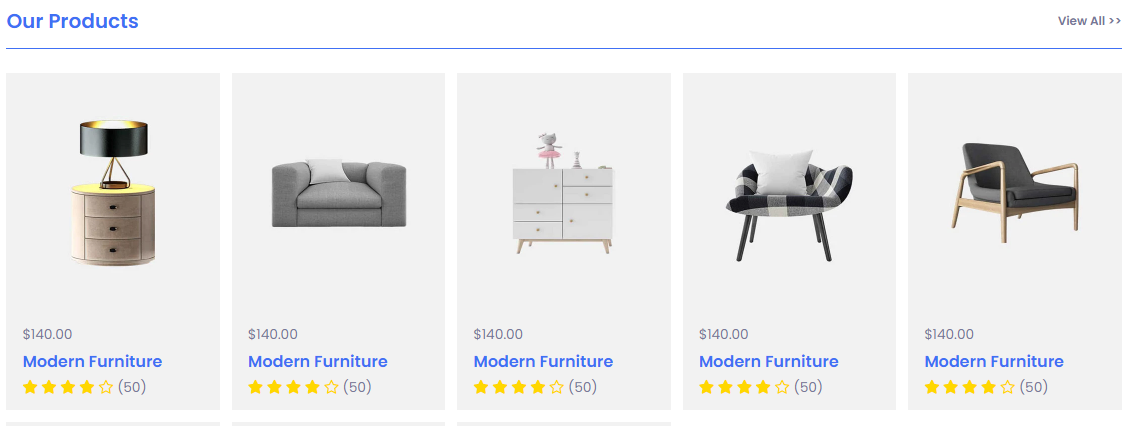 Our Products
View All >>
$140.00
Modern Furniture
(50)
$140.00
Modern Furniture
(50)
$140.00
Modern Furniture
(50)
$140.00
Modern Furniture
(50)
$140.00
Modern Furniture
(50)